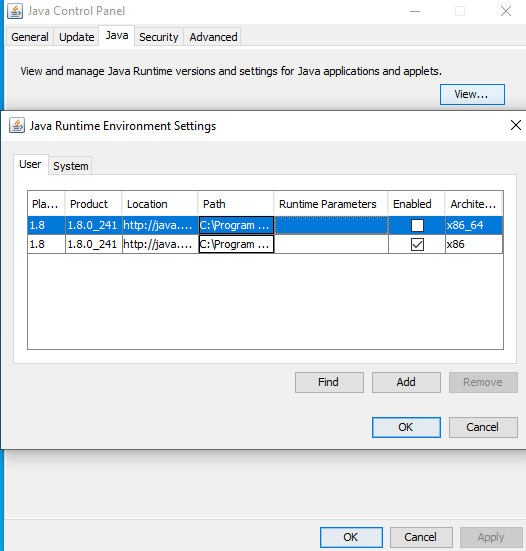 Java Control Panel
General Update Java Security Advanced
View and manage Java Runtime versions and settings for Java applications and applets.
View...
Java Runtime Environment Settings
User System
Pla... Product Location Path Runtime Parameters Enabled Archite...
1.8 1.8.0_241 http://java.... C:\Program ... x86_64
1.8 1.8.0_241 http://java.... C:\Program ... x86
Find Add Remove
OK Cancel
OK Cancel Apply